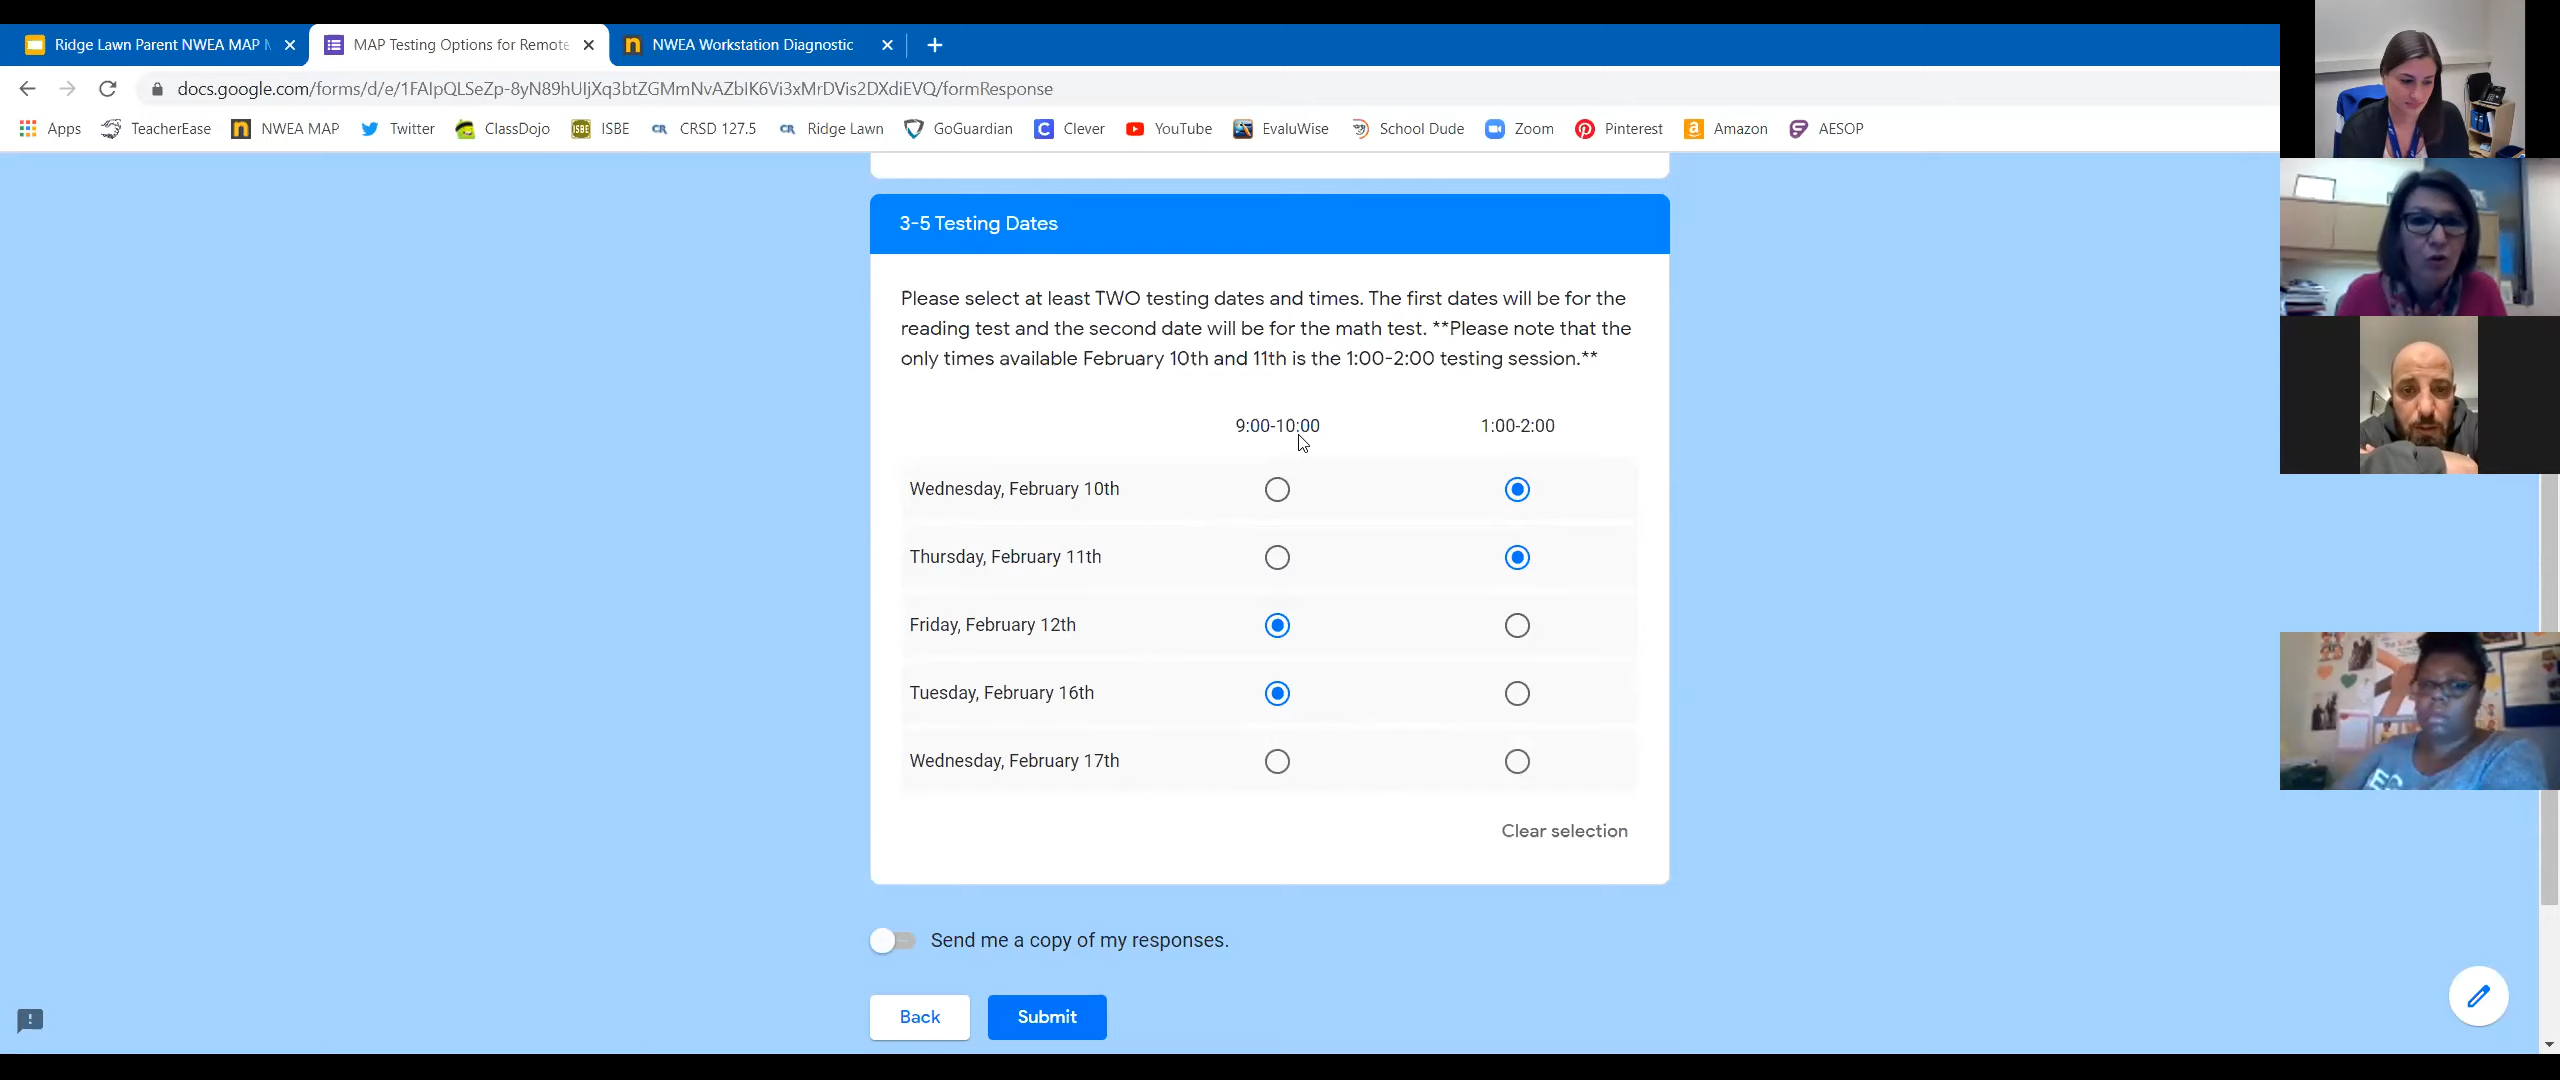 Ridge Lawn Parent NWEA MAP
MAP Testing Options for Remote
NWEA Workstation Diagnostic
docs.google.com/forms/d/e/1FAIpQLSeZp-8yN89hUIjXq3btZGMmNvAZbIK6Vi3xMrDVis2DXdiEVQ/formResponse
Apps TeacherEase NWEA MAP Twitter ClassDojo ISBE CRSD 127.5 Ridge Lawn GoGuardian Clever YouTube EvaluWise School Dude Zoom Pinterest Amazon AESOP
3-5 Testing Dates
Please select at least TWO testing dates and times. The first dates will be for the
reading test and the second date will be for the math test. **Please note that the
only times available February 10th and 11th is the 1:00-2:00 testing session.**
9:00-10:00 1:00-2:00
Wednesday, February 10th
Thursday, February 11th
Friday, February 12th
Tuesday, February 16th
Wednesday, February 17th
Clear selection
Send me a copy of my responses.
Back Submit